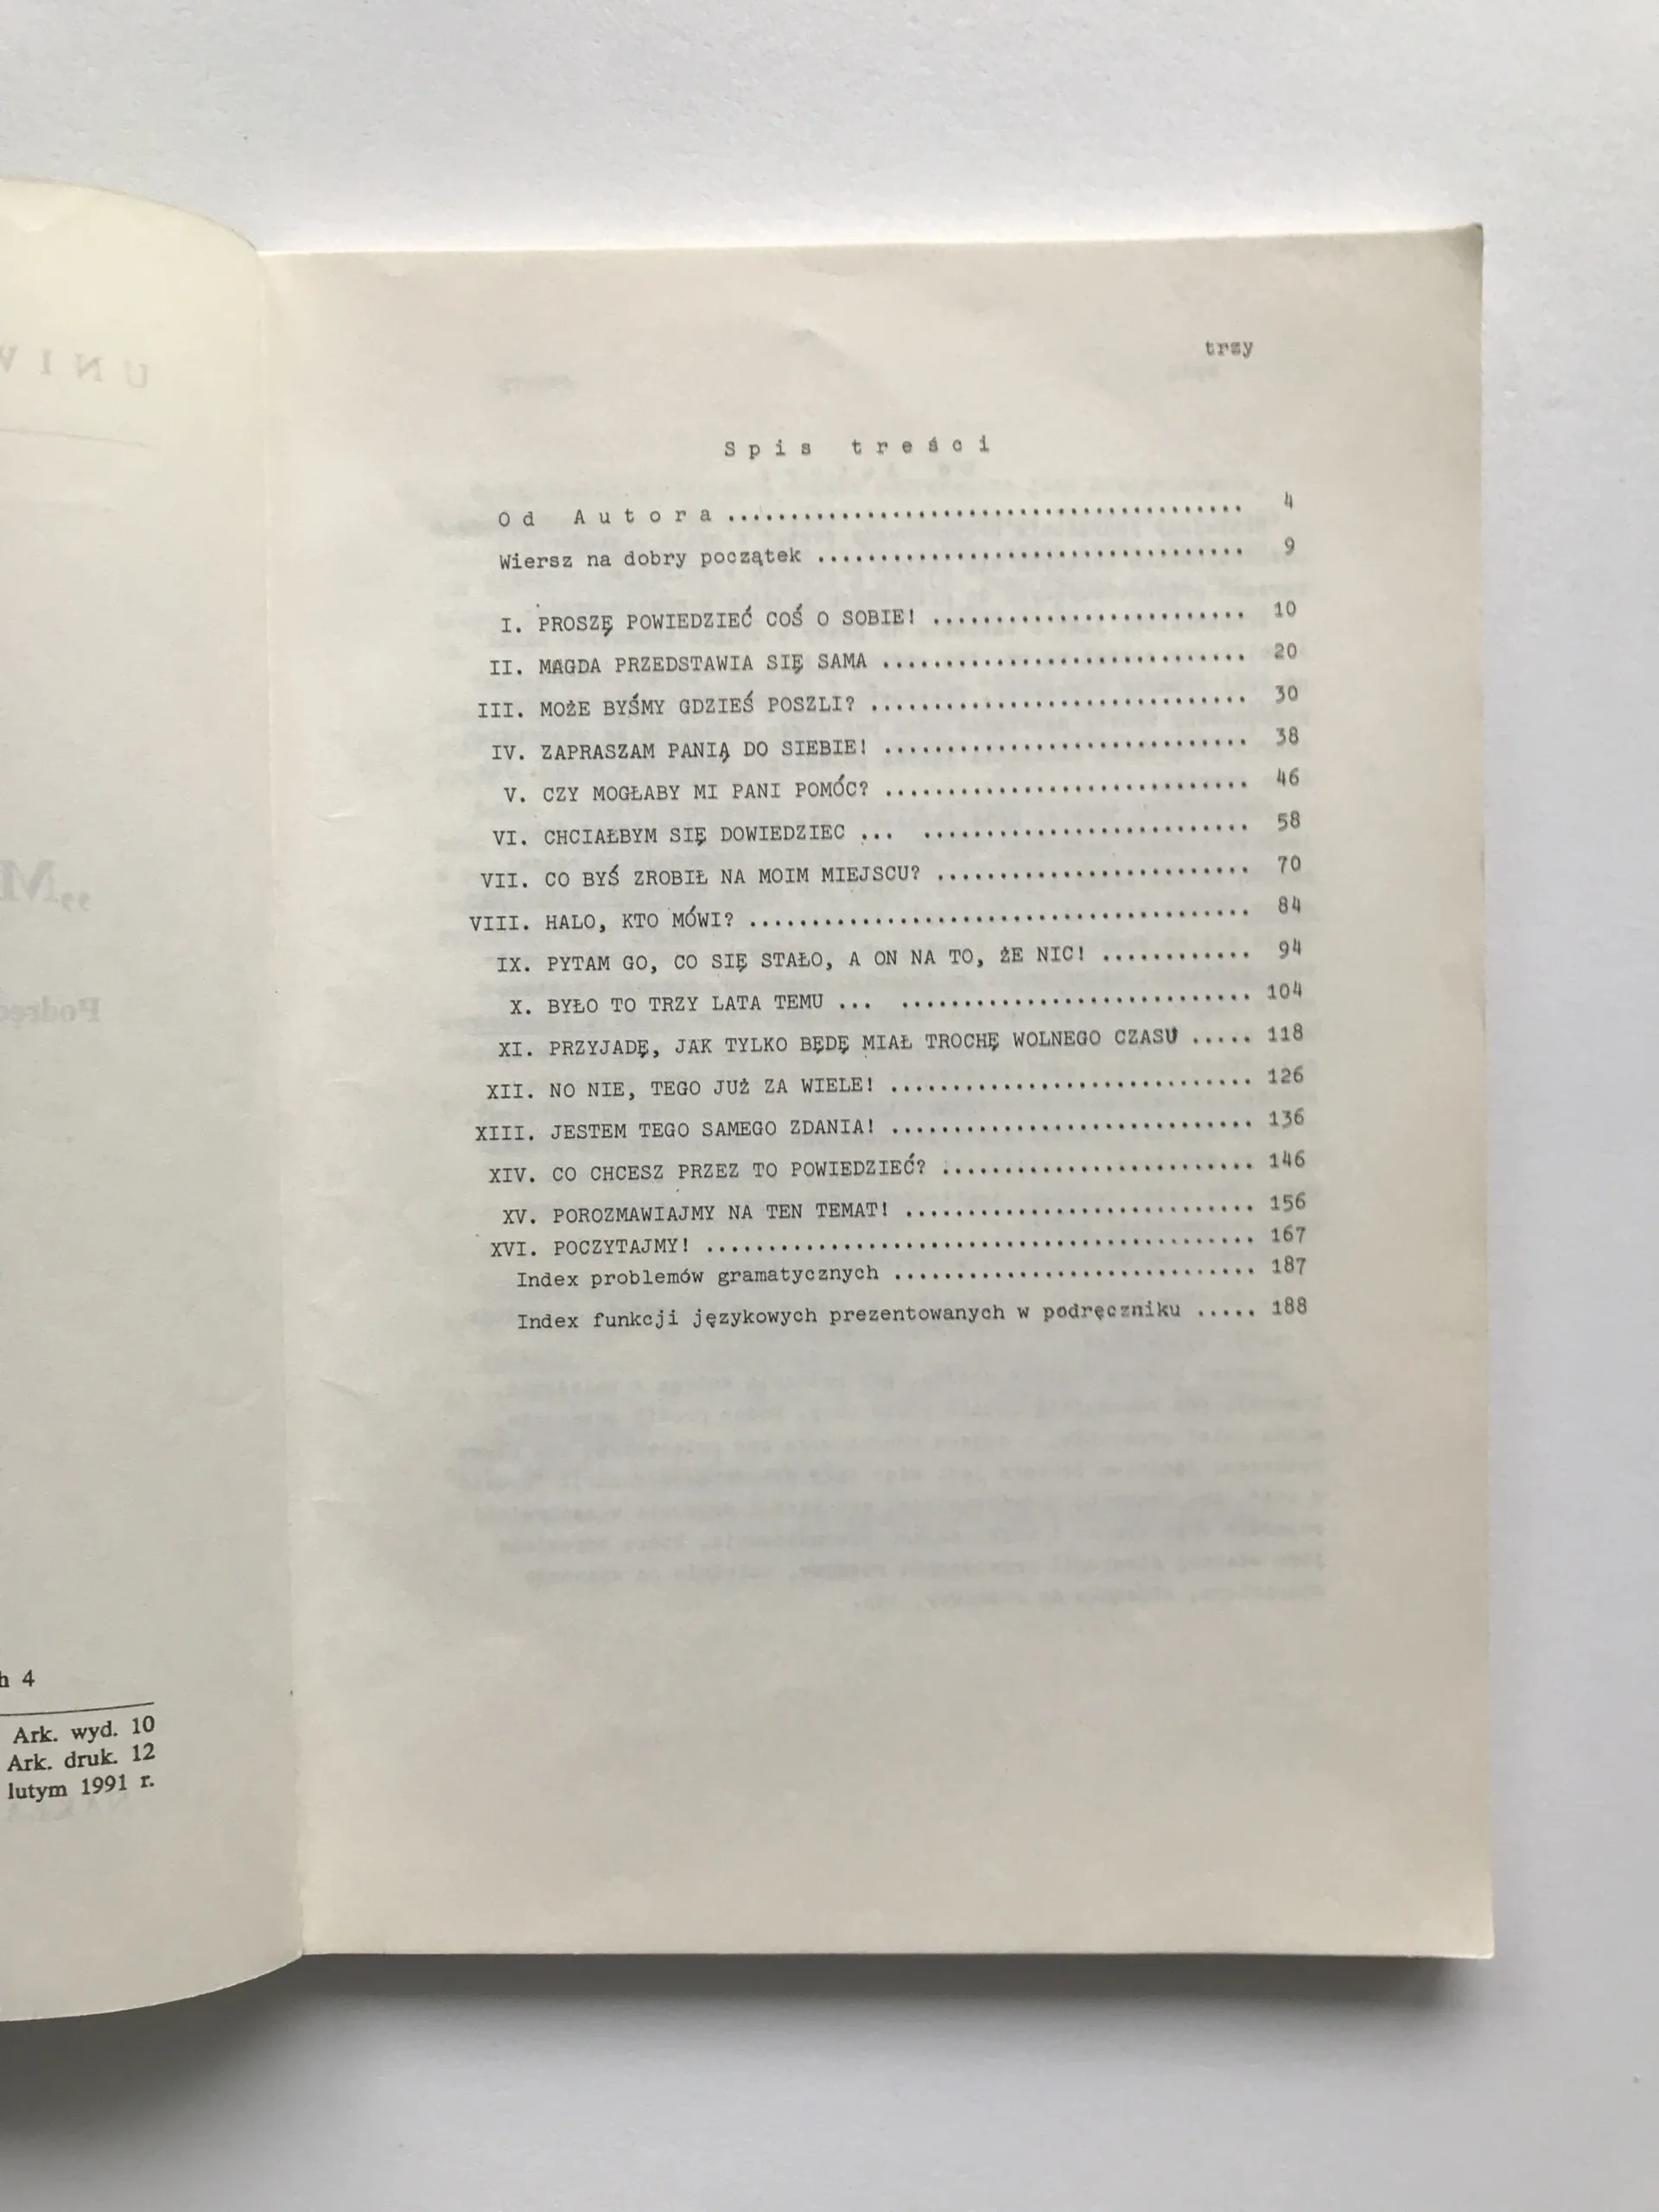 h 4
Ark. wyd. 10
Ark. druk. 12
lutym 1991 r.
trzy
Spis treści
Od Autora .......................................... 4
Wiersz na dobry początek .................................. 9
I. PROSZĘ POWIEDZIEĆ COŚ O SOBIE! ......................... 10
II. MAGDA PRZEDSTAWIA SIĘ SAMA ............................. 20
III. MOŻE BYŚMY GDZIEŚ POSZLI? .............................. 30
IV. ZAPRASZAM PANIĄ DO SIEBIE! ............................. 38
V. CZY MOGŁABY MI PANI POMÓC? ............................. 46
VI. CHCIAŁBYM SIĘ DOWIEDZIEC ... .......................... 58
VII. CO BYŚ ZROBIŁ NA MOIM MIEJSCU? ......................... 70
VIII. HALO, KTO MÓWI? ........................................ 84
IX. PYTAM GO, CO SIĘ STAŁO, A ON NA TO, ŻE NIC! ............ 94
X. BYŁO TO TRZY LATA TEMU ... ............................ 104
XI. PRZYJADĘ, JAK TYLKO BĘDĘ MIAŁ TROCHĘ WOLNEGO CZASU ..... 118
XII. NO NIE, TEGO JUŻ ZA WIELE! ............................. 126
XIII. JESTEM TEGO SAMEGO ZDANIA! ............................. 136
XIV. CO CHCESZ PRZEZ TO POWIEDZIEĆ? ......................... 146
XV. POROZMAWIAJMY NA TEN TEMAT! ............................ 156
XVI. POCZYTAJMY! ............................................ 167
Index problemów gramatycznych ............................. 187
Index funkcji językowych prezentowanych w podręczniku ..... 188